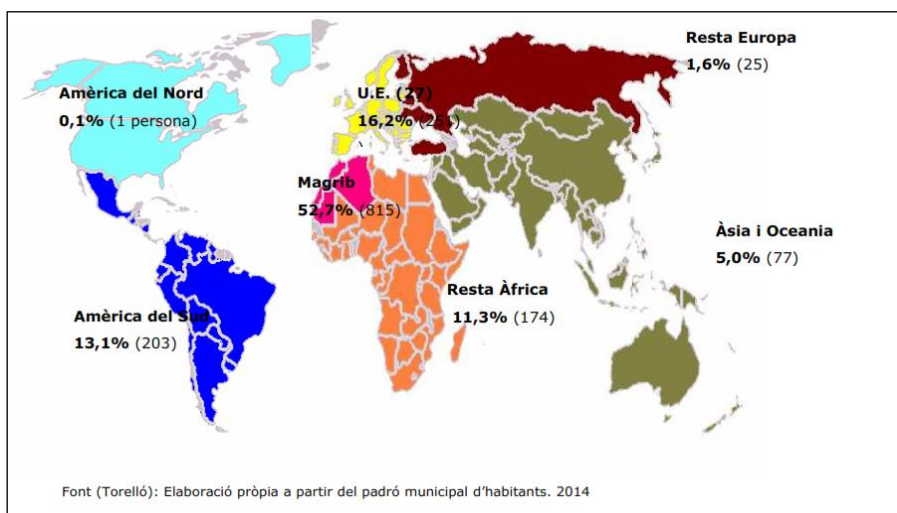 Resta Europa
1,6% (25)
Amèrica del Nord
0,1% (1 persona)
U.E. (27)
16,2% (251)
Magrib
52,7% (815)
Àsia i Oceania
5,0% (77)
Resta Àfrica
11,3% (174)
Amèrica del Sud
13,1% (203)
Font (Torelló): Elaboració pròpia a partir del padró municipal d'habitants. 2014